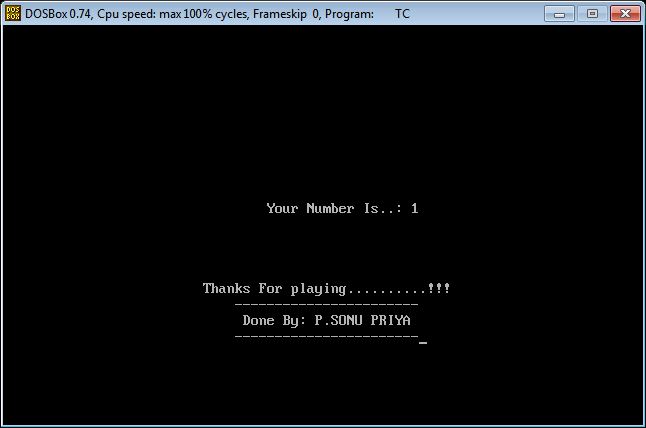 DOSBox 0.74, Cpu speed: max 100% cycles, Frameskip 0, Program: TC
Your Number Is..: 1
Thanks For playing..........!!!
-----------------------
Done By: P.SONU PRIYA
-----------------------_